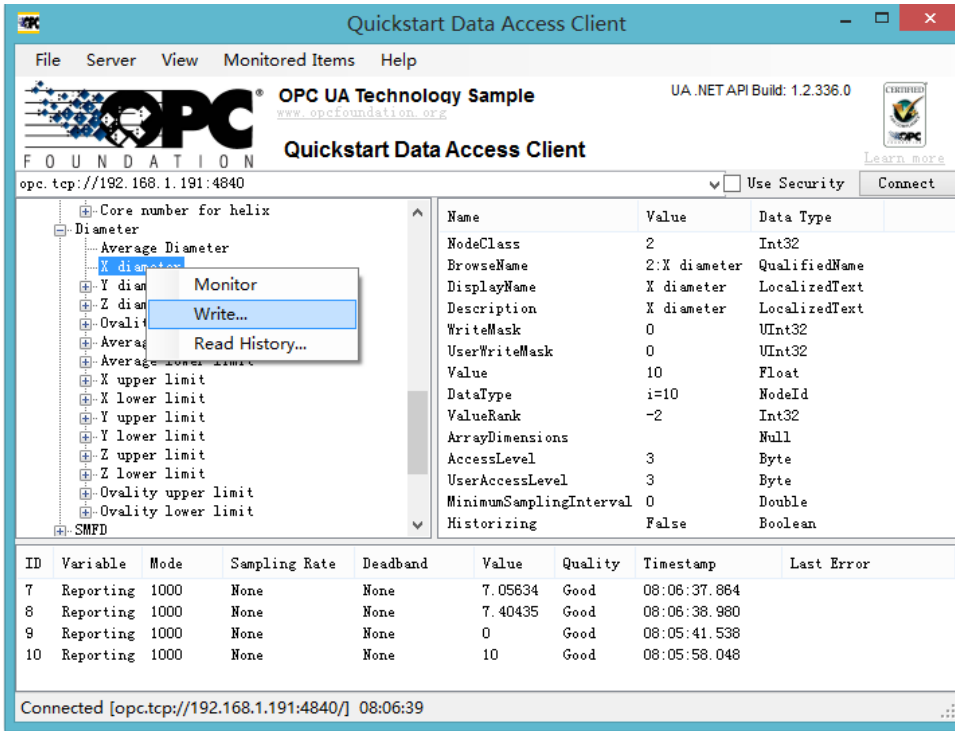 OPC
Quickstart Data Access Client
File Server View Monitored Items Help
OPC ®
FOUNDATION
OPC UA Technology Sample
www.opcfoundation.org
Quickstart Data Access Client
UA .NET API Build: 1.2.336.0
CERTIFIED
OPC
Learn more
opc.tcp://192.168.1.191:4840 Use Security Connect
Core number for helix
Diameter
Average Diameter
X diameter
Y diam
Z diam
Ovalit
Averag
Average lower limit
X upper limit
X lower limit
Y upper limit
Y lower limit
Z upper limit
Z lower limit
Ovality upper limit
Ovality lower limit
SMFD
Monitor
Write...
Read History...
Name Value Data Type
NodeClass 2 Int32
BrowseName 2:X diameter QualifiedName
DisplayName X diameter LocalizedText
Description X diameter LocalizedText
WriteMask 0 UInt32
UserWriteMask 0 UInt32
Value 10 Float
DataType i=10 NodeId
ValueRank -2 Int32
ArrayDimensions Null
AccessLevel 3 Byte
UserAccessLevel 3 Byte
MinimumSamplingInterval 0 Double
Historizing False Boolean
ID Variable Mode Sampling Rate Deadband Value Quality Timestamp Last Error
7 Reporting 1000 None None 7.05634 Good 08:06:37.864
8 Reporting 1000 None None 7.40435 Good 08:06:38.980
9 Reporting 1000 None None 0 Good 08:05:41.538
10 Reporting 1000 None None 10 Good 08:05:58.048
Connected [opc.tcp://192.168.1.191:4840/] 08:06:39